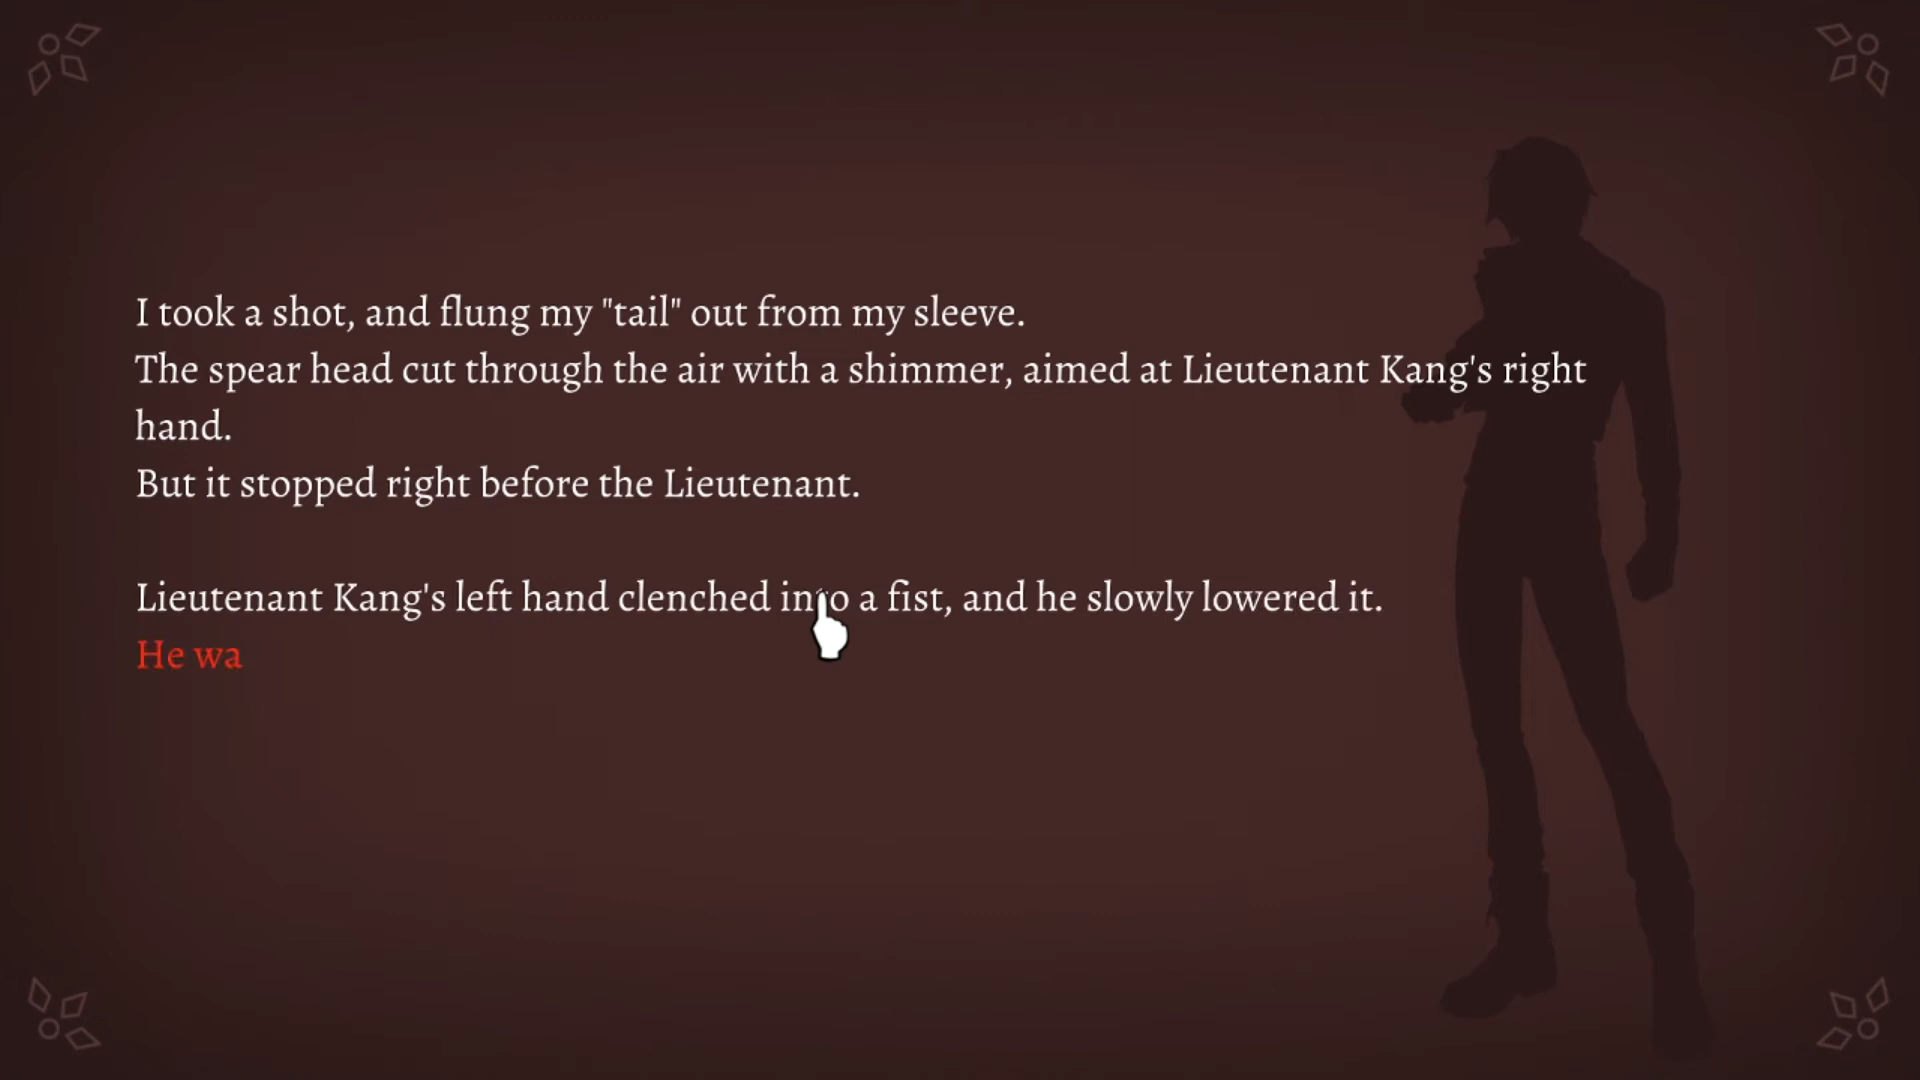 I took a shot, and flung my "tail" out from my sleeve.
The spear head cut through the air with a shimmer, aimed at Lieutenant Kang's right
hand.
But it stopped right before the Lieutenant.
Lieutenant Kang's left hand clenched into a fist, and he slowly lowered it.
He wa